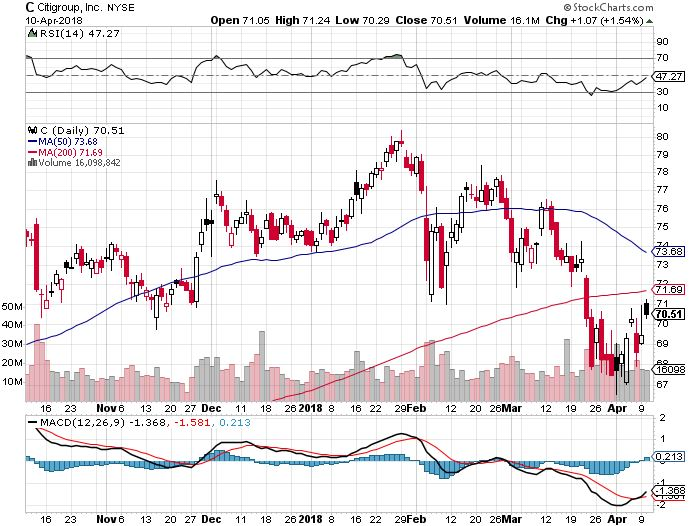 C Citigroup, Inc. NYSE © StockCharts.com
10-Apr-2018 Open 71.05 High 71.24 Low 70.29 Close 70.51 Volume 16.1M Chg +1.07 (+1.54%)
RSI(14) 47.27
90
70
50
47.27
30
10
C (Daily) 70.51
MA(50) 73.68
MA(200) 71.69
Volume 16,098,842
80
79
78
77
76
75
74
73.68
73
72
71.69
71
70.51
70
69
68
16098
67
50M
40M
30M
20M
10M
16 23 Nov 6 13 20 27 Dec 11 18 26 2018 8 16 22 29 Feb 12 20 26 Mar 12 19 26 Apr 9
MACD(12,26,9) -1.368, -1.581, 0.213
2
1
0.213
0
-1
-1.368
-2
16 23 Nov 6 13 20 27 Dec 11 18 26 2018 8 16 22 29 Feb 12 20 26 Mar 12 19 26 Apr 9